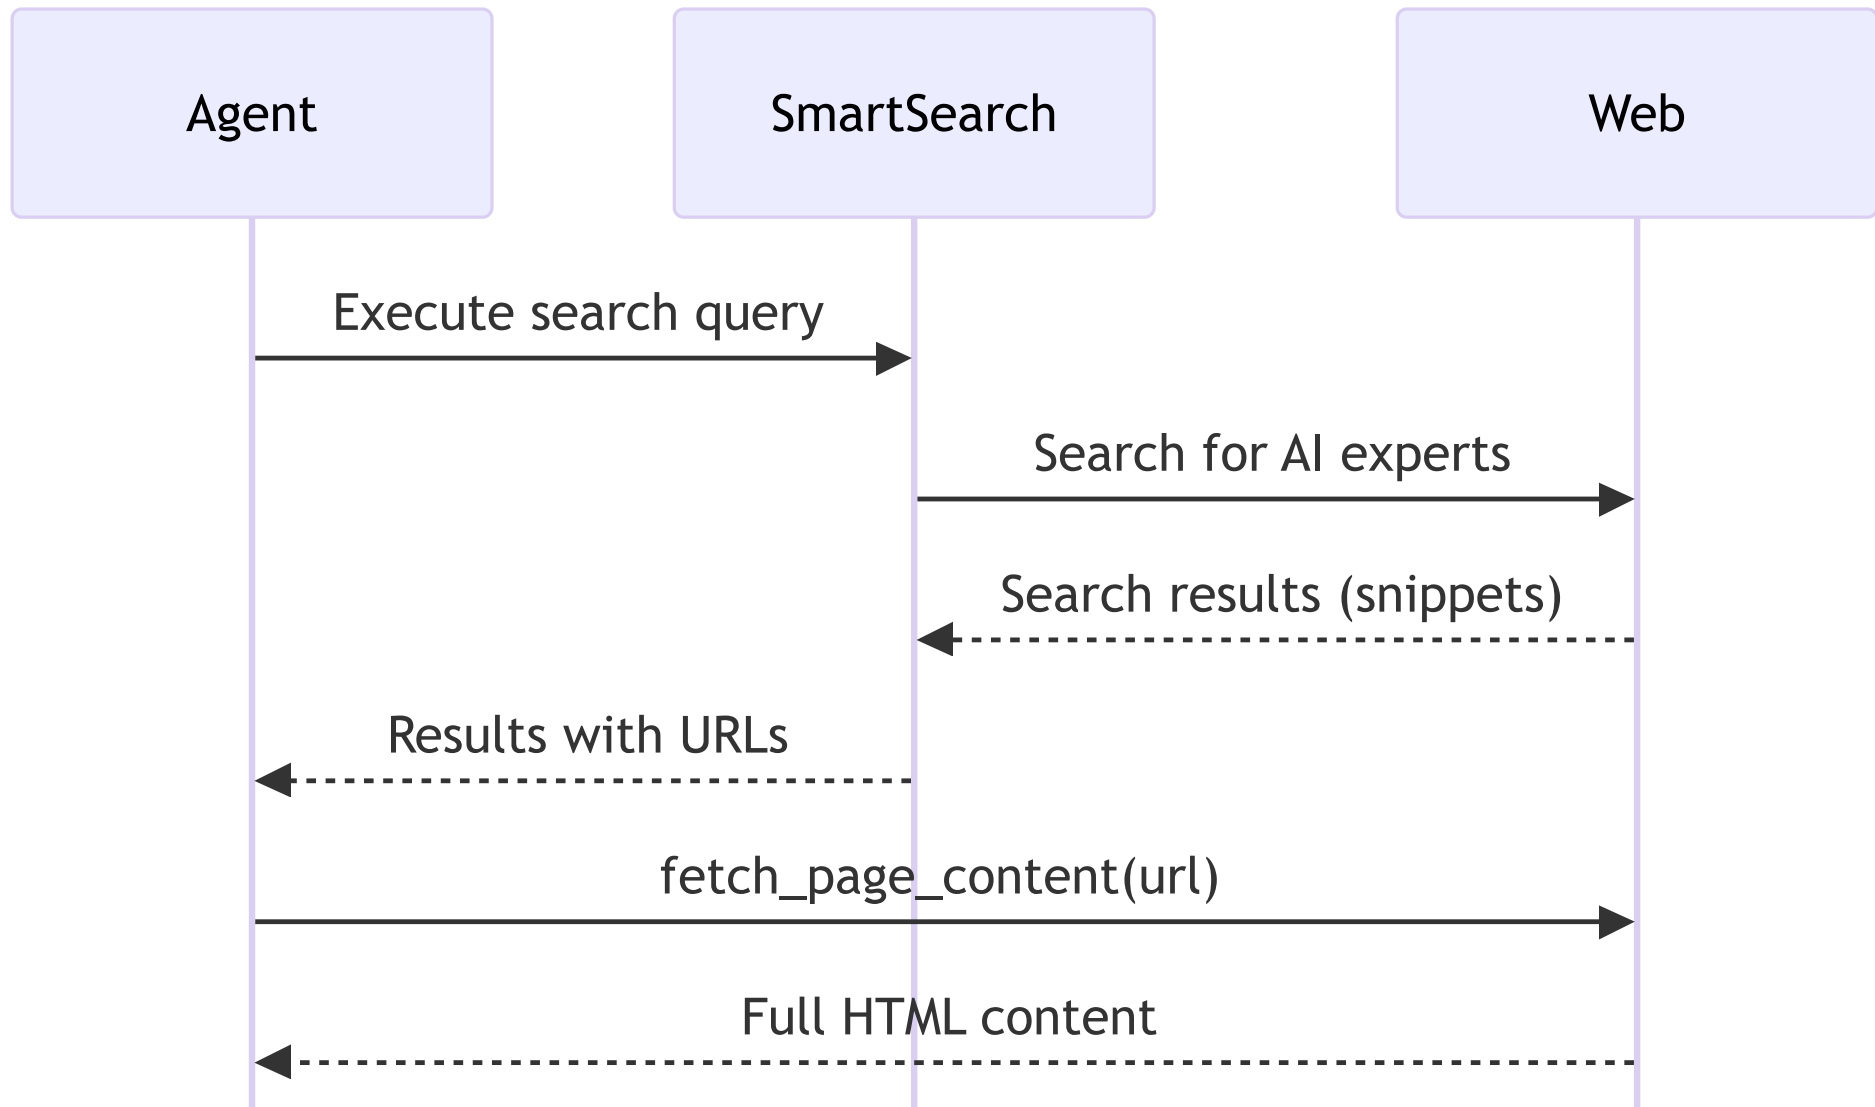 Agent
SmartSearch
Web
Execute search query
Search for AI experts
Search results (snippets)
Results with URLs
fetch_page_content(url)
Full HTML content